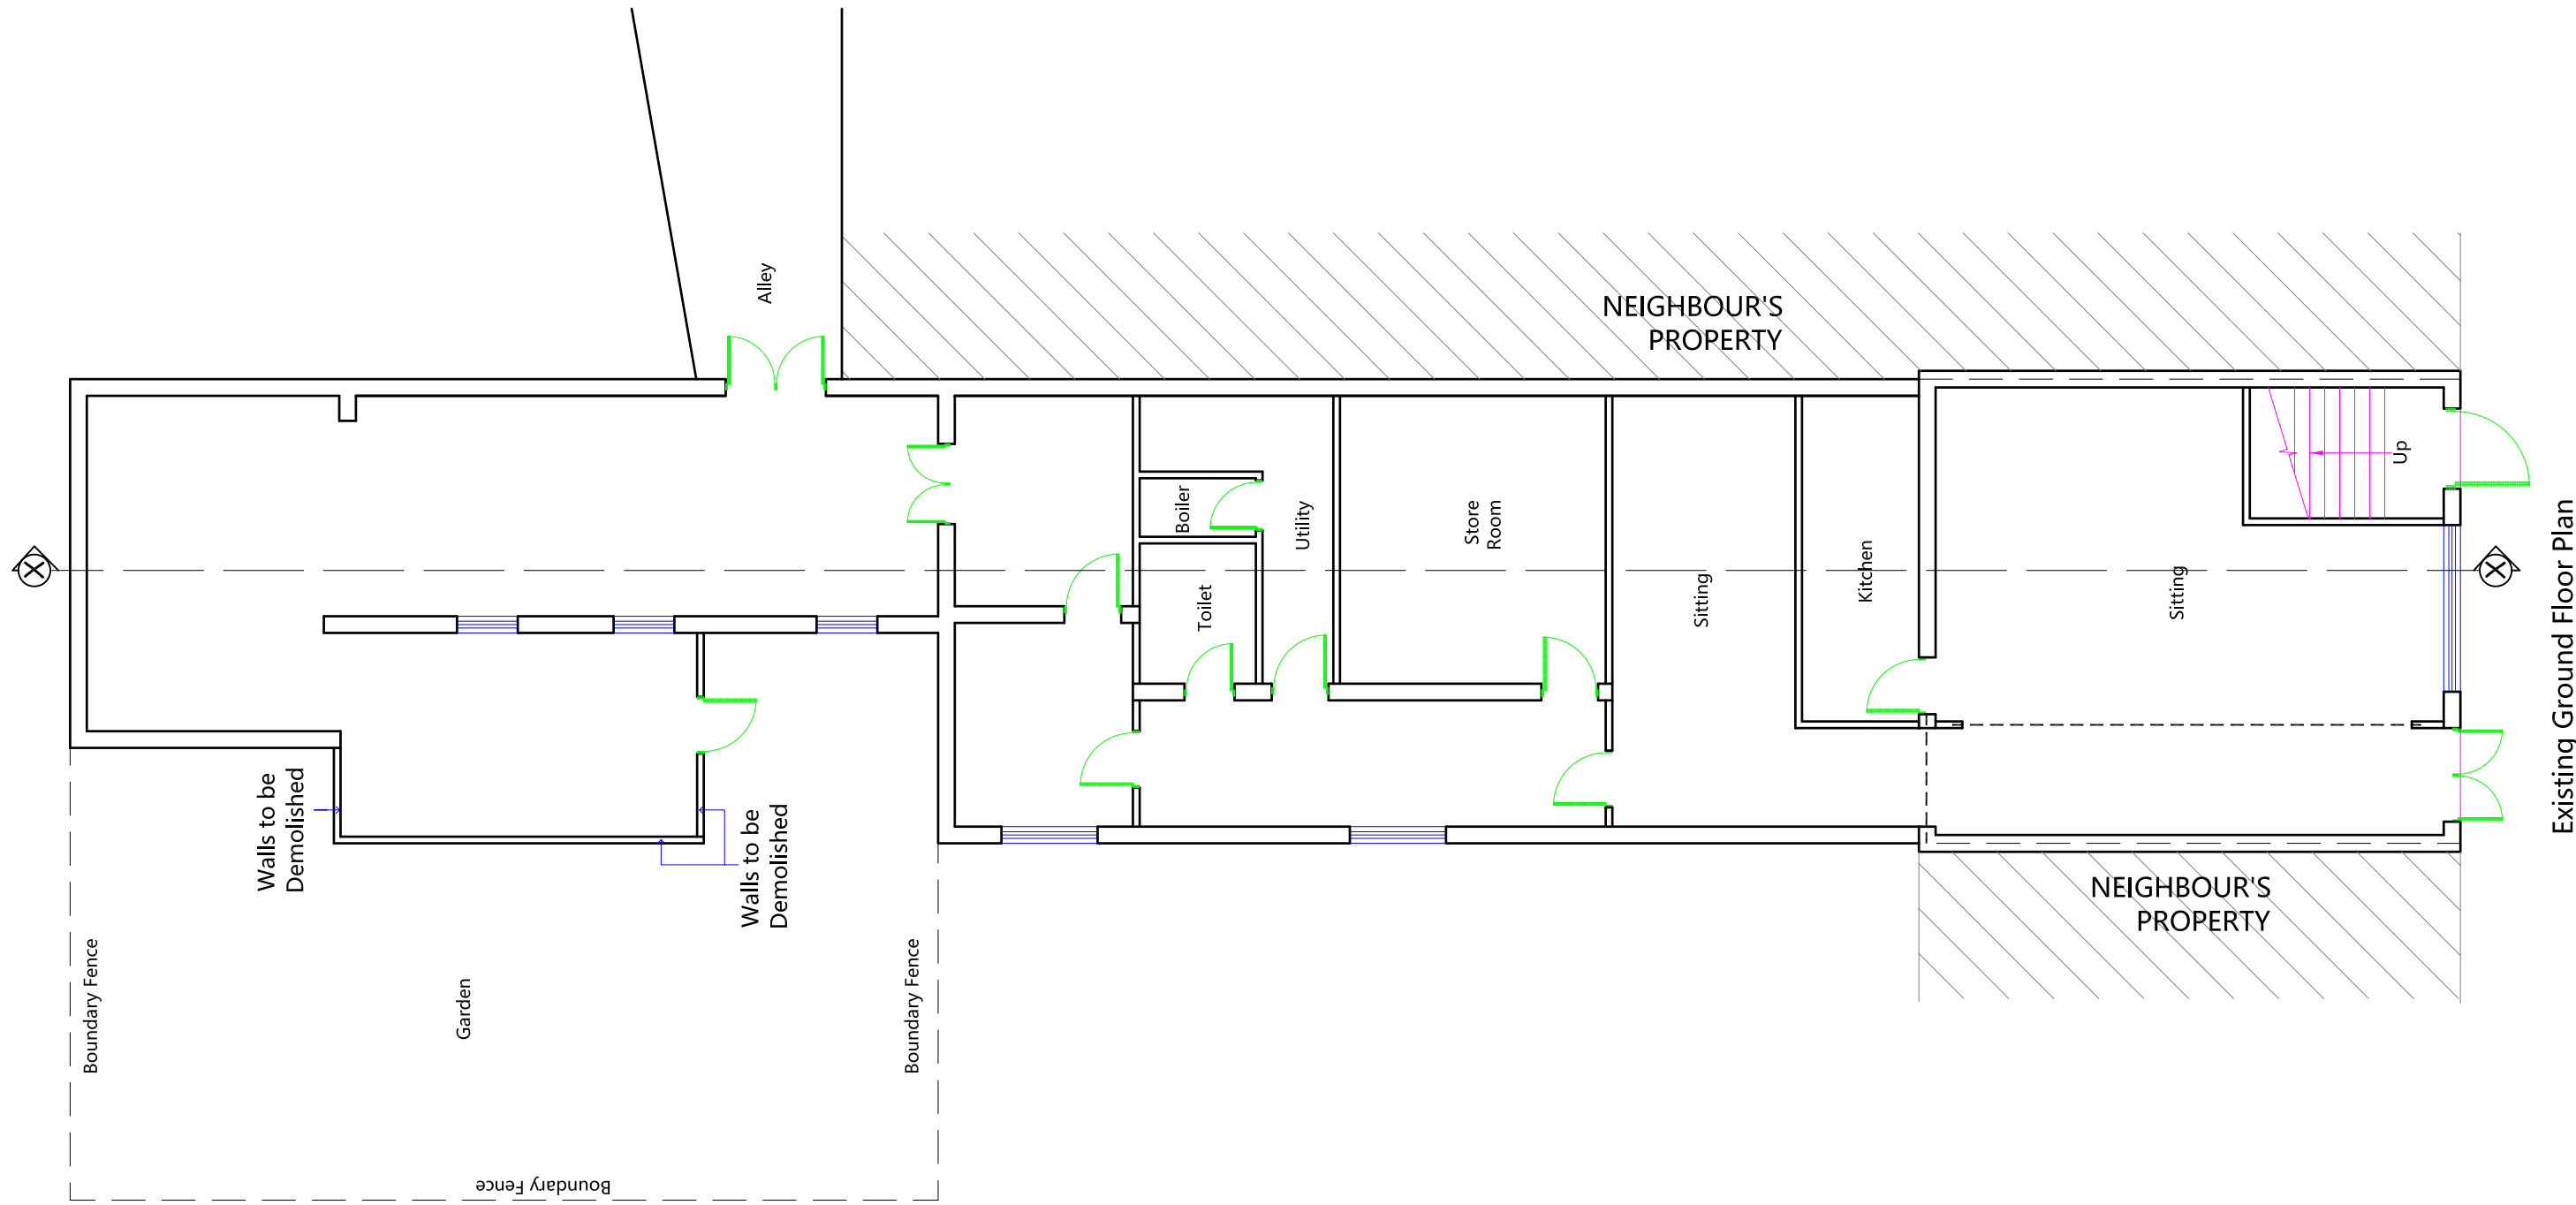 Alley
NEIGHBOUR'S
PROPERTY
X
Boiler
Utility
Store
Room
Toilet
Sitting
Kitchen
Sitting
Up
X
Walls to be
Demolished
Walls to be
Demolished
NEIGHBOUR'S
PROPERTY
Boundary Fence
Garden
Boundary Fence
Boundary Fence
Existing Ground Floor Plan